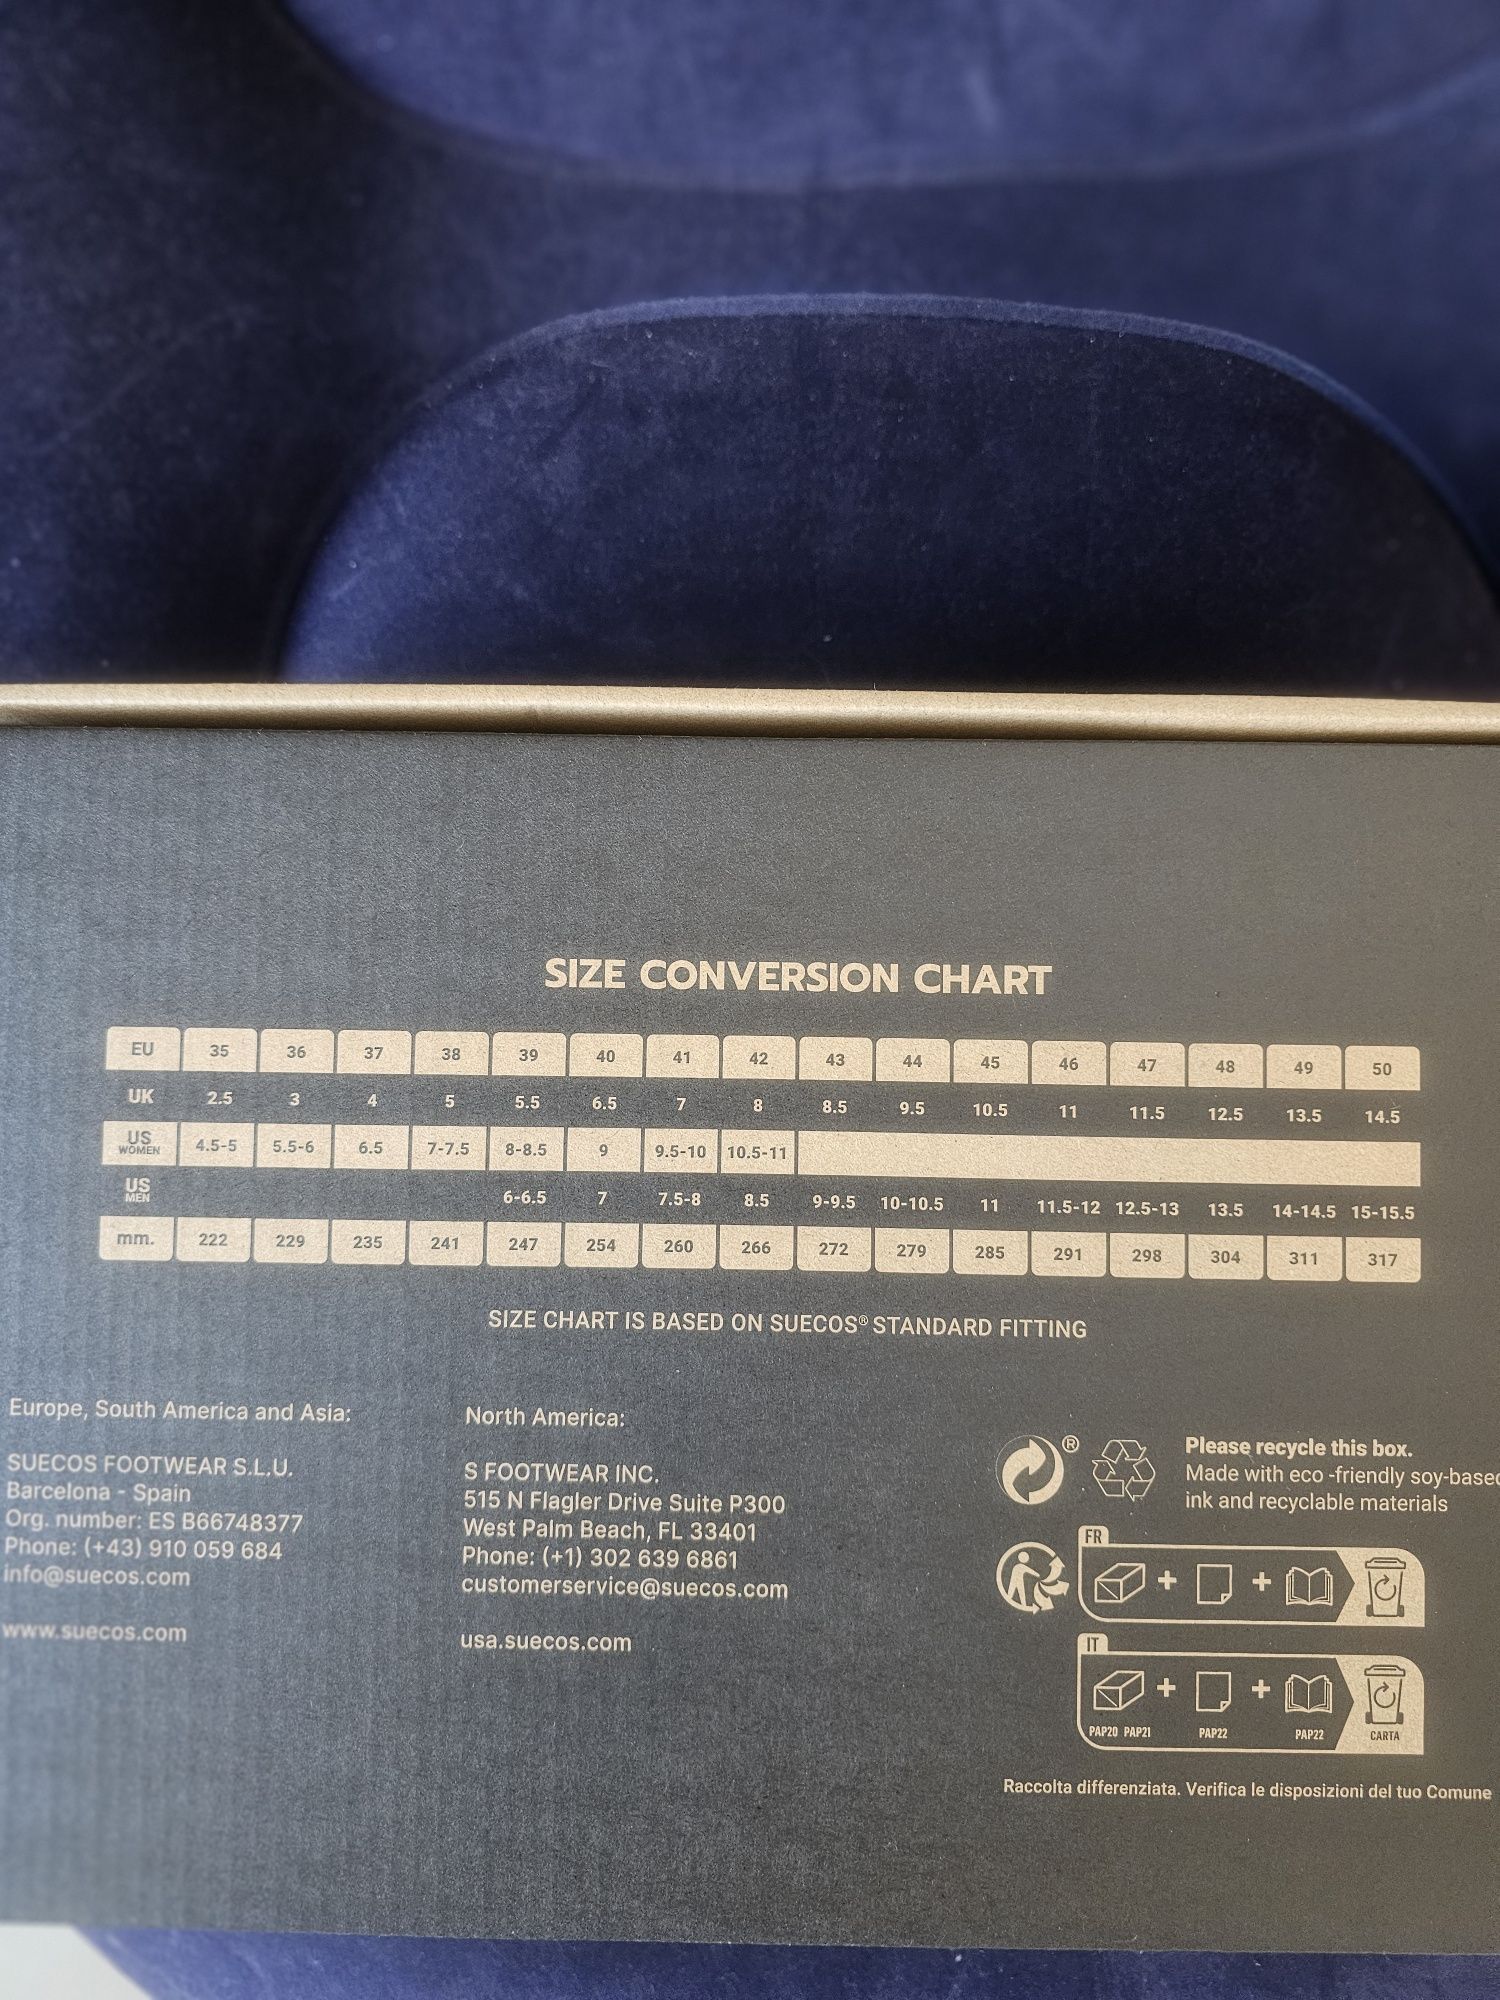 SIZE CONVERSION CHART
EU 35 36 37 38 39 40 41 42 43 44 45 46 47 48 49 50
UK 2.5 3 4 5 5.5 6.5 7 8 8.5 9.5 10.5 11 11.5 12.5 13.5 14.5
US WOMEN 4.5-5 5.5-6 6.5 7-7.5 8-8.5 9 9.5-10 10.5-11
US MEN 6-6.5 7 7.5-8 8.5 9-9.5 10-10.5 11 11.5-12 12.5-13 13.5 14-14.5 15-15.5
mm. 222 229 235 241 247 254 260 266 272 279 285 291 298 304 311 317
SIZE CHART IS BASED ON SUECOS® STANDARD FITTING
Europe, South America and Asia:
SUECOS FOOTWEAR S.L.U.
Barcelona - Spain
Org. number: ES B66748377
Phone: (+43) 910 059 684
info@suecos.com
www.suecos.com
North America:
S FOOTWEAR INC.
515 N Flagler Drive Suite P300
West Palm Beach, FL 33401
Phone: (+1) 302 639 6861
customerservice@suecos.com
usa.suecos.com
®
Please recycle this box.
Made with eco -friendly soy-based
ink and recyclable materials
FR
IT
PAP20 PAP21 PAP22 PAP22 CARTA
Raccolta differenziata. Verifica le disposizioni del tuo Comune